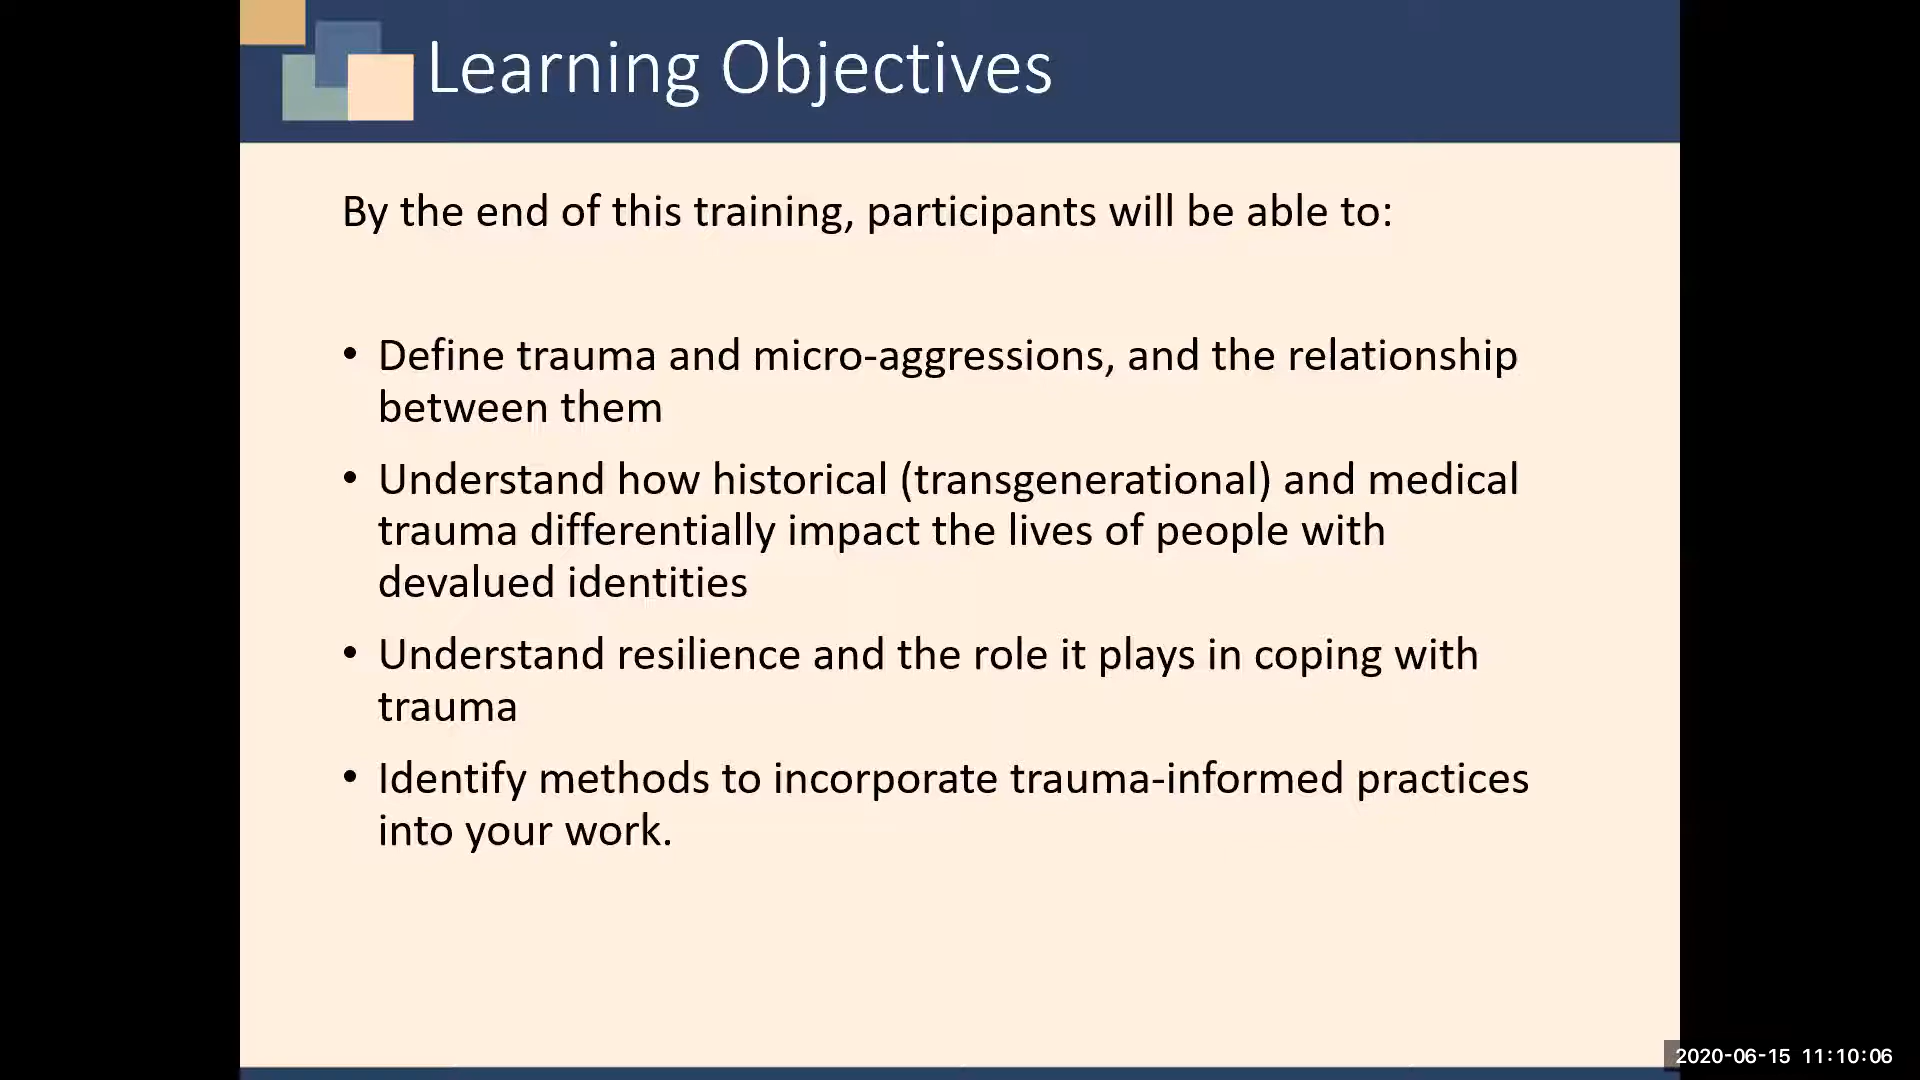 Learning Objectives
By the end of this training, participants will be able to:
• Define trauma and micro-aggressions, and the relationship
between them
• Understand how historical (transgenerational) and medical
trauma differentially impact the lives of people with
devalued identities
• Understand resilience and the role it plays in coping with
trauma
• Identify methods to incorporate trauma-informed practices
into your work.
2020-06-15 11:10:06